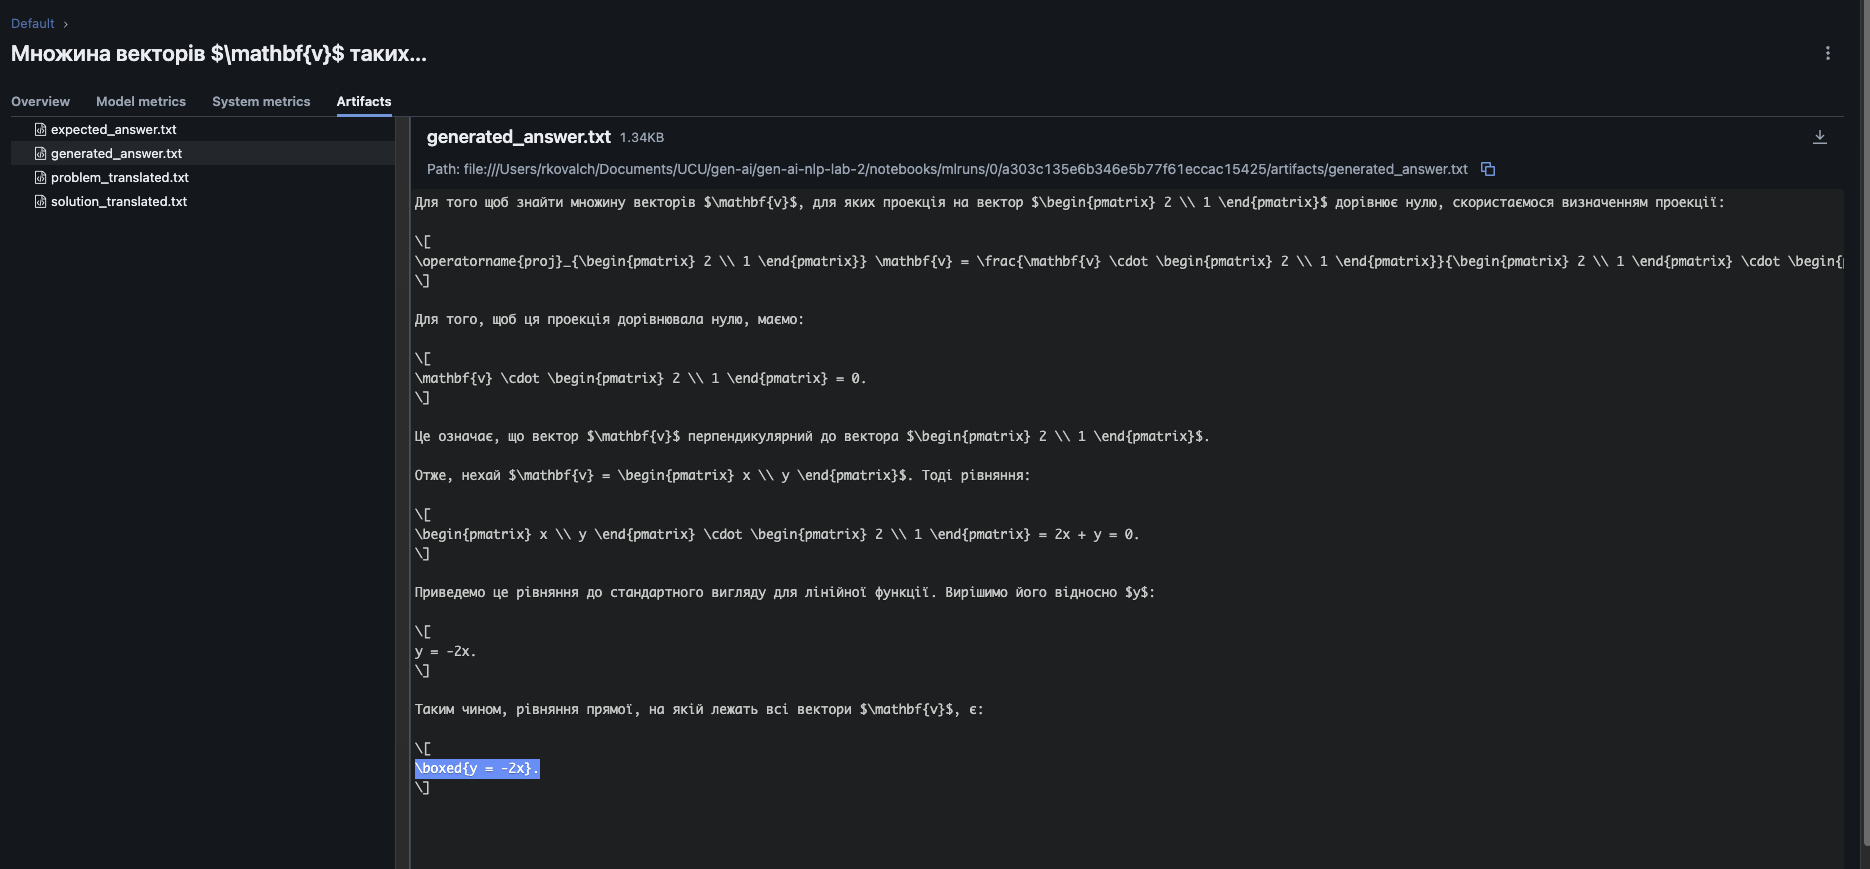 Default ›
Множина векторів $\mathbf{v}$ таких...
Overview Model metrics System metrics Artifacts
expected_answer.txt
generated_answer.txt
problem_translated.txt
solution_translated.txt
generated_answer.txt 1.34KB
Path: file:///Users/rkovalch/Documents/UCU/gen-ai/gen-ai-nlp-lab-2/notebooks/mlruns/0/a303c135e6b346e5b77f61eccac15425/artifacts/generated_answer.txt
Для того щоб знайти множину векторів $\mathbf{v}$, для яких проекція на вектор $\begin{pmatrix} 2 \\ 1 \end{pmatrix}$ дорівнює нулю, скористаємося визначенням проекції:
\[
\operatorname{proj}_{\begin{pmatrix} 2 \\ 1 \end{pmatrix}} \mathbf{v} = \frac{\mathbf{v} \cdot \begin{pmatrix} 2 \\ 1 \end{pmatrix}}{\begin{pmatrix} 2 \\ 1 \end{pmatrix} \cdot \begin{
\]
Для того, щоб ця проекція дорівнювала нулю, маємо:
\[
\mathbf{v} \cdot \begin{pmatrix} 2 \\ 1 \end{pmatrix} = 0.
\]
Це означає, що вектор $\mathbf{v}$ перпендикулярний до вектора $\begin{pmatrix} 2 \\ 1 \end{pmatrix}$.
Отже, нехай $\mathbf{v} = \begin{pmatrix} x \\ y \end{pmatrix}$. Тоді рівняння:
\[
\begin{pmatrix} x \\ y \end{pmatrix} \cdot \begin{pmatrix} 2 \\ 1 \end{pmatrix} = 2x + y = 0.
\]
Приведемо це рівняння до стандартного вигляду для лінійної функції. Вирішимо його відносно $y$:
\[
y = -2x.
\]
Таким чином, рівняння прямої, на якій лежать всі вектори $\mathbf{v}$, є:
\[
\boxed{y = -2x}.
\]